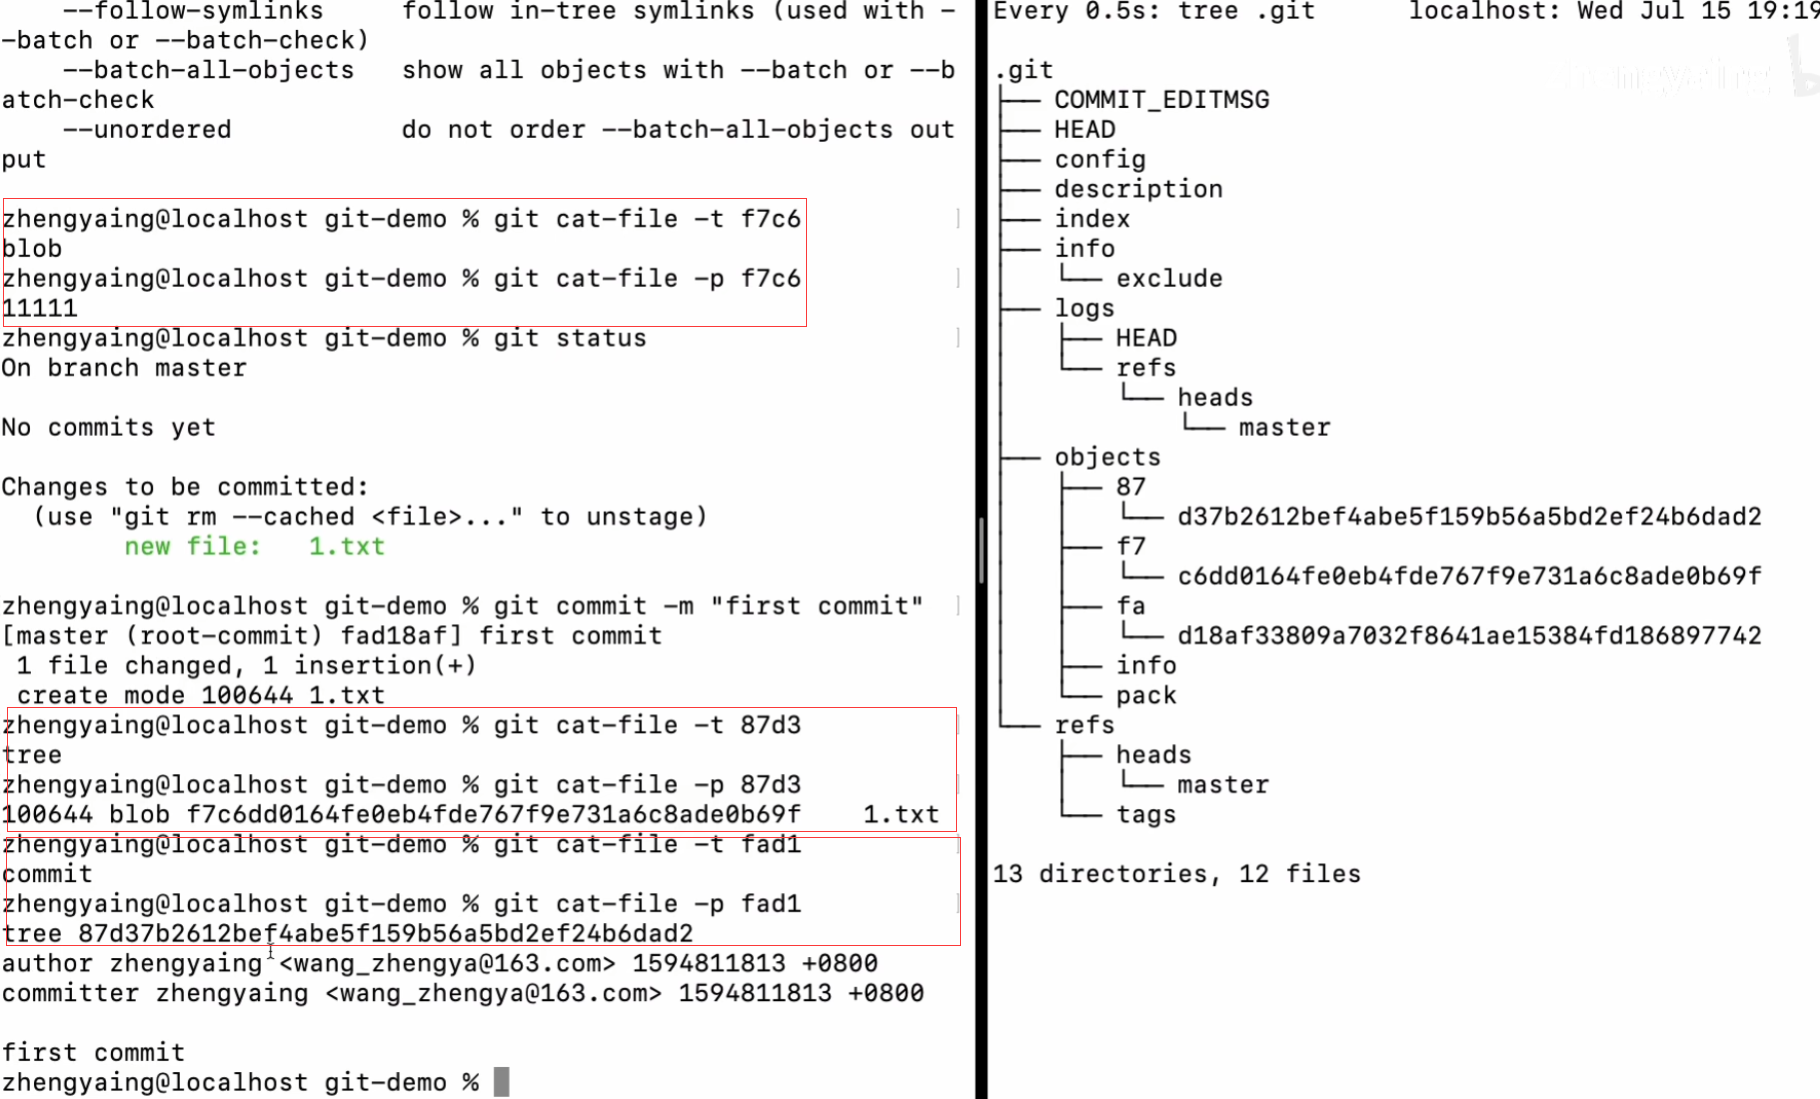 --follow-symlinks     follow in-tree symlinks (used with -
-batch or --batch-check)
    --batch-all-objects   show all objects with --batch or --b
atch-check
    --unordered           do not order --batch-all-objects out
put
zhengyaing@localhost git-demo % git cat-file -t f7c6
blob
zhengyaing@localhost git-demo % git cat-file -p f7c6
11111
zhengyaing@localhost git-demo % git status
On branch master
No commits yet
Changes to be committed:
  (use "git rm --cached <file>..." to unstage)
        new file:   1.txt
zhengyaing@localhost git-demo % git commit -m "first commit"
[master (root-commit) fad18af] first commit
 1 file changed, 1 insertion(+)
 create mode 100644 1.txt
zhengyaing@localhost git-demo % git cat-file -t 87d3
tree
zhengyaing@localhost git-demo % git cat-file -p 87d3
100644 blob f7c6dd0164fe0eb4fde767f9e731a6c8ade0b69f    1.txt
zhengyaing@localhost git-demo % git cat-file -t fad1
commit
zhengyaing@localhost git-demo % git cat-file -p fad1
tree 87d37b2612bef4abe5f159b56a5bd2ef24b6dad2
author zhengyaing <wang_zhengya@163.com> 1594811813 +0800
committer zhengyaing <wang_zhengya@163.com> 1594811813 +0800
first commit
zhengyaing@localhost git-demo %
Every 0.5s: tree .git      localhost: Wed Jul 15 19:19
.git
├── COMMIT_EDITMSG
├── HEAD
├── config
├── description
├── index
├── info
│   └── exclude
├── logs
│   ├── HEAD
│   └── refs
│       └── heads
│           └── master
├── objects
│   ├── 87
│   │   └── d37b2612bef4abe5f159b56a5bd2ef24b6dad2
│   ├── f7
│   │   └── c6dd0164fe0eb4fde767f9e731a6c8ade0b69f
│   ├── fa
│   │   └── d18af33809a7032f8641ae15384fd186897742
│   ├── info
│   └── pack
└── refs
    ├── heads
    │   └── master
    └── tags
13 directories, 12 files